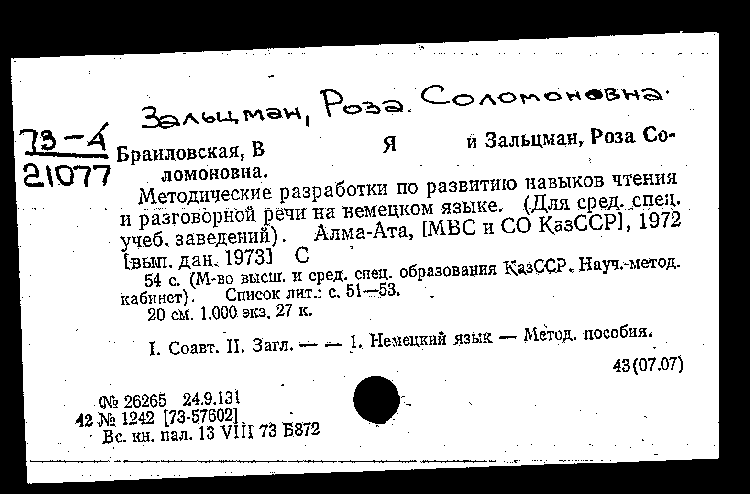 Зальцман, Роза Соломоновна.
73-А
21077
Браиловская, В Я и Зальцман, Роза Со-
ломоновна.
Методические разработки по развитию навыков чтения
и разговорной речи на немецком языке. (Для сред. спец.
учеб. заведений). Алма-Ата, [МВС и СО КазССР], 1972
[вып. дан. 1973] С
54 с. (М-во высш. и сред. спец. образования КазССР. Науч.-метод.
кабинет). Список лит.: с. 51—53.
20 см. 1.000 экз. 27 к.
I. Соавт. II. Загл. — — 1. Немецкий язык — Метод. пособия.
43(07.07)
№ 26265 24.9.131
42 № 1242 [73-57602]
Вс. кн. пал. 13 VIII 73 Б872